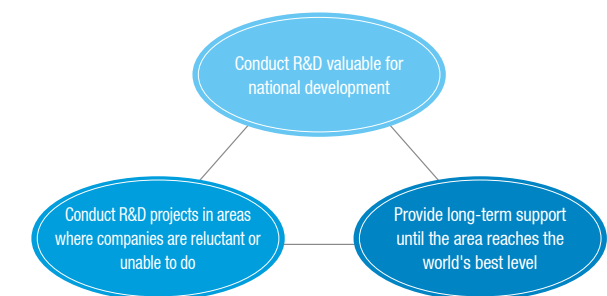 Conduct R&D valuable for
national development
Conduct R&D projects in areas
where companies are reluctant or
unable to do
Provide long-term support
until the area reaches the
world's best level